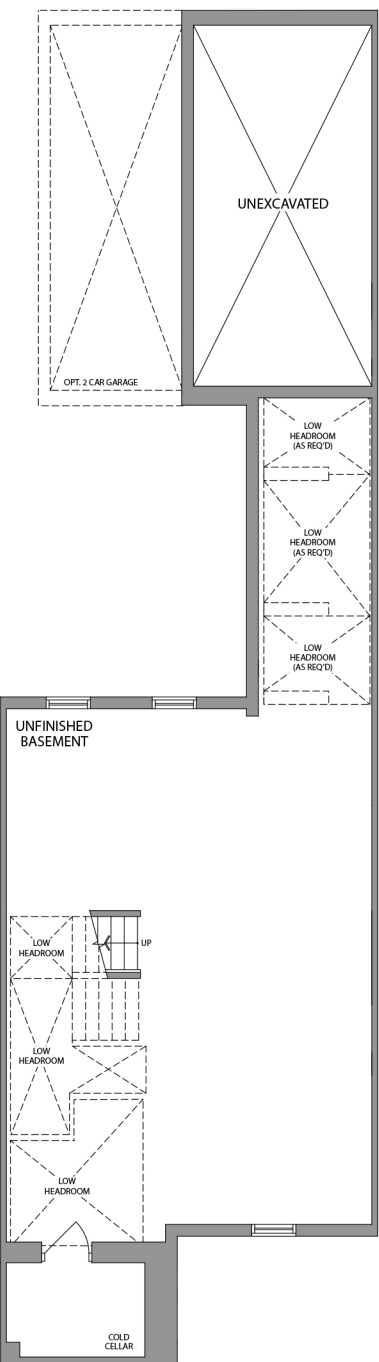 UNEXCAVATED
OPT. 2 CAR GARAGE
LOW
HEADROOM
(AS REQ'D)
LOW
HEADROOM
(AS REQ'D)
LOW
HEADROOM
(AS REQ'D)
UNFINISHED
BASEMENT
UP
LOW
HEADROOM
LOW
HEADROOM
LOW
HEADROOM
COLD
CELLAR